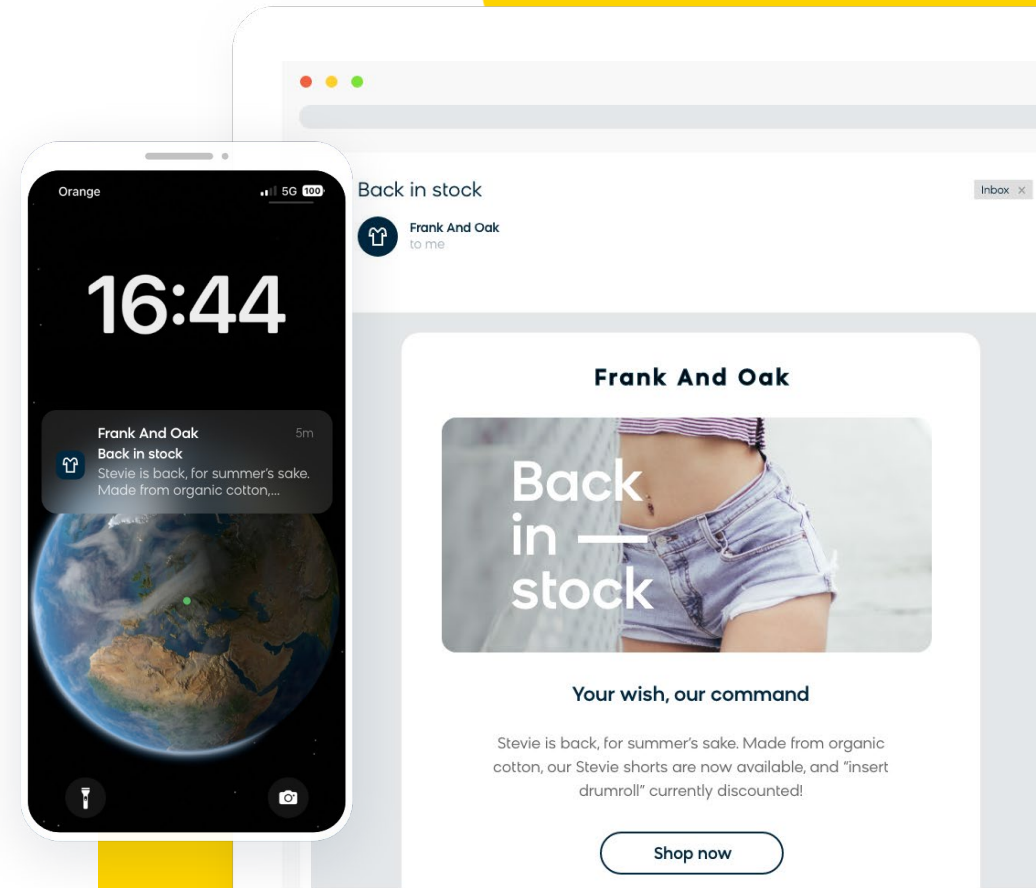 Orange
5G 100
16:44
Frank And Oak 5m
Back in stock
Stevie is back, for summer's sake.
Made from organic cotton,...
Back in stock
Inbox ×
Frank And Oak
to me
Frank And Oak
Back
in —
stock
Your wish, our command
Stevie is back, for summer's sake. Made from organic
cotton, our Stevie shorts are now available, and “insert
drumroll” currently discounted!
Shop now